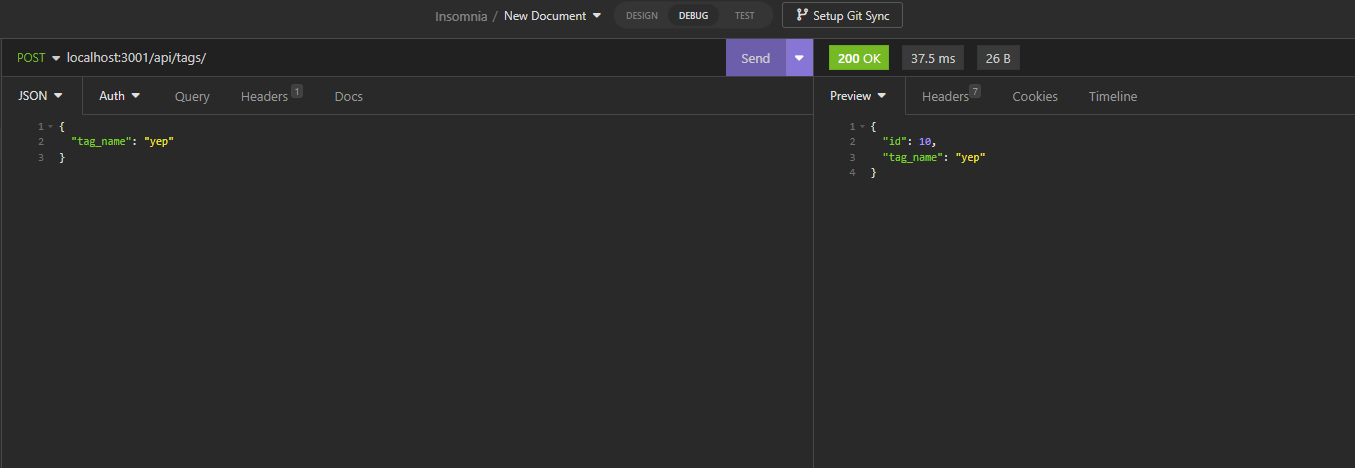 Insomnia / New Document DESIGN DEBUG TEST Setup Git Sync
POST localhost:3001/api/tags/ Send 200 OK 37.5 ms 26 B
JSON Auth Query Headers 1 Docs
1 {
2 "tag_name": "yep"
3 }
Preview Headers 7 Cookies Timeline
1 {
2 "id": 10,
3 "tag_name": "yep"
4 }